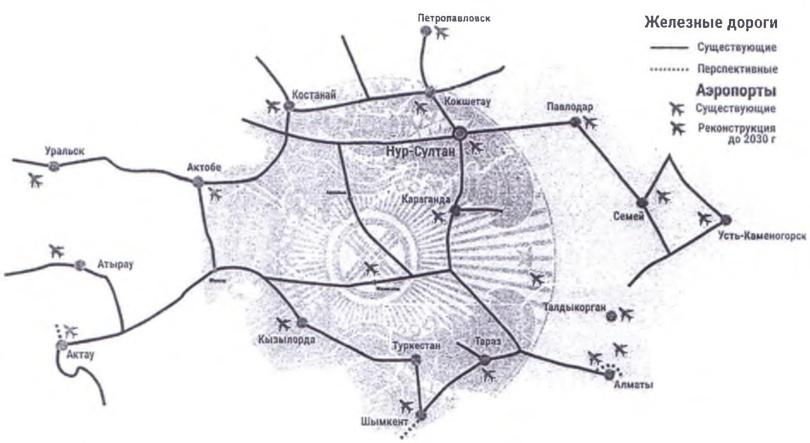 Петропавловск
Железные дороги
Существующие
Перспективные
Аэропорты
Существующие
Реконструкция
до 2030 г
Костанай
Кокшетау
Павлодар
Нур-Султан
Уральск
Актобе
Караганда
Семей
Усть-Каменогорск
Атырау
Талдыкорган
Кызылорда
Туркестан
Тараз
Актау
Алматы
Шымкент